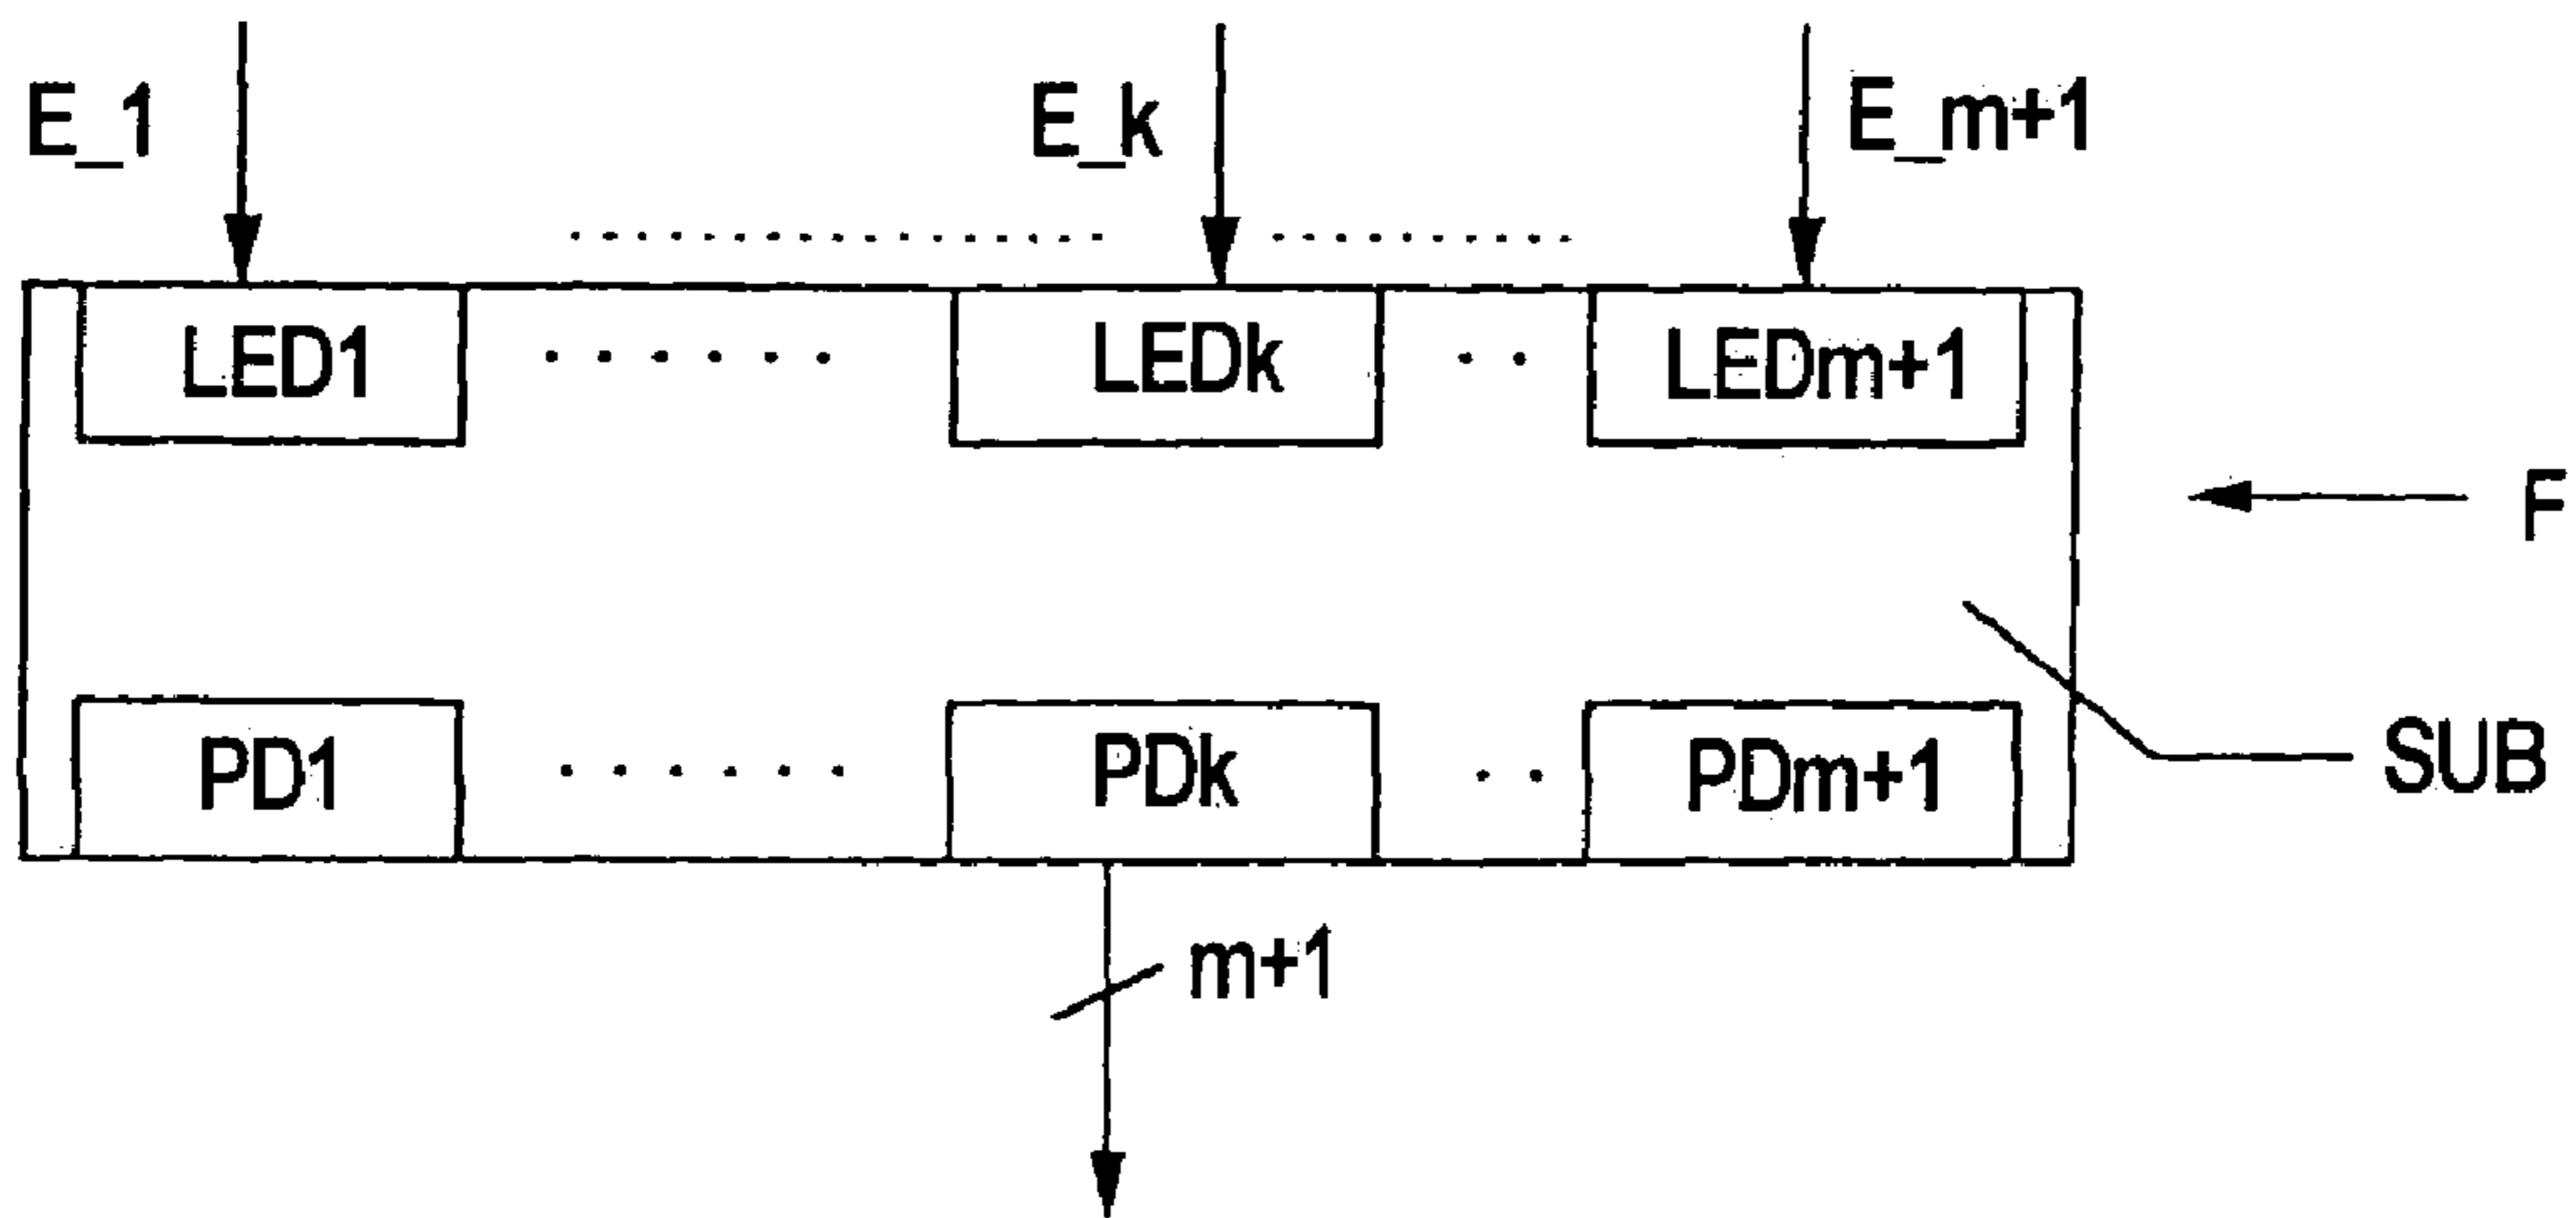 E_1
E_k
E_m+1
LED1
LEDk
LEDm+1
F
PD1
PDk
PDm+1
SUB
m+1